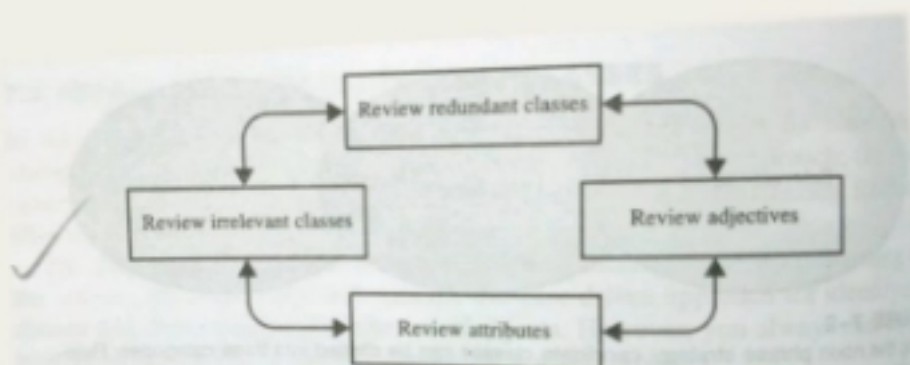 Review redundant classes
Review irrelevant classes
Review adjectives
Review attributes